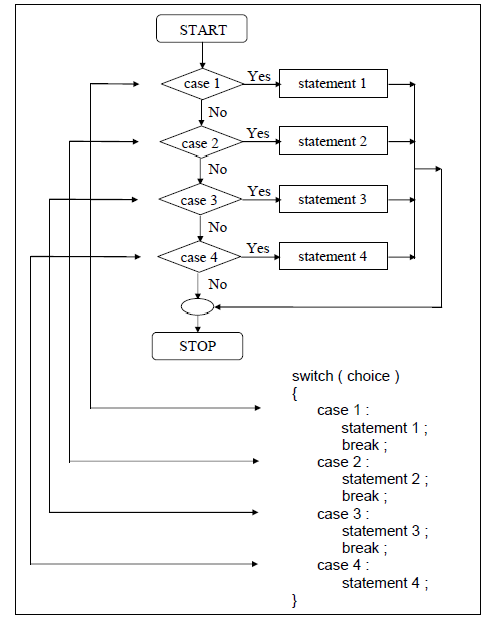 START
case 1
Yes
statement 1
No
case 2
Yes
statement 2
No
case 3
Yes
statement 3
No
case 4
Yes
statement 4
No
STOP
switch ( choice )
{
case 1 :
statement 1 ;
break ;
case 2 :
statement 2 ;
break ;
case 3 :
statement 3 ;
break ;
case 4 :
statement 4 ;
}